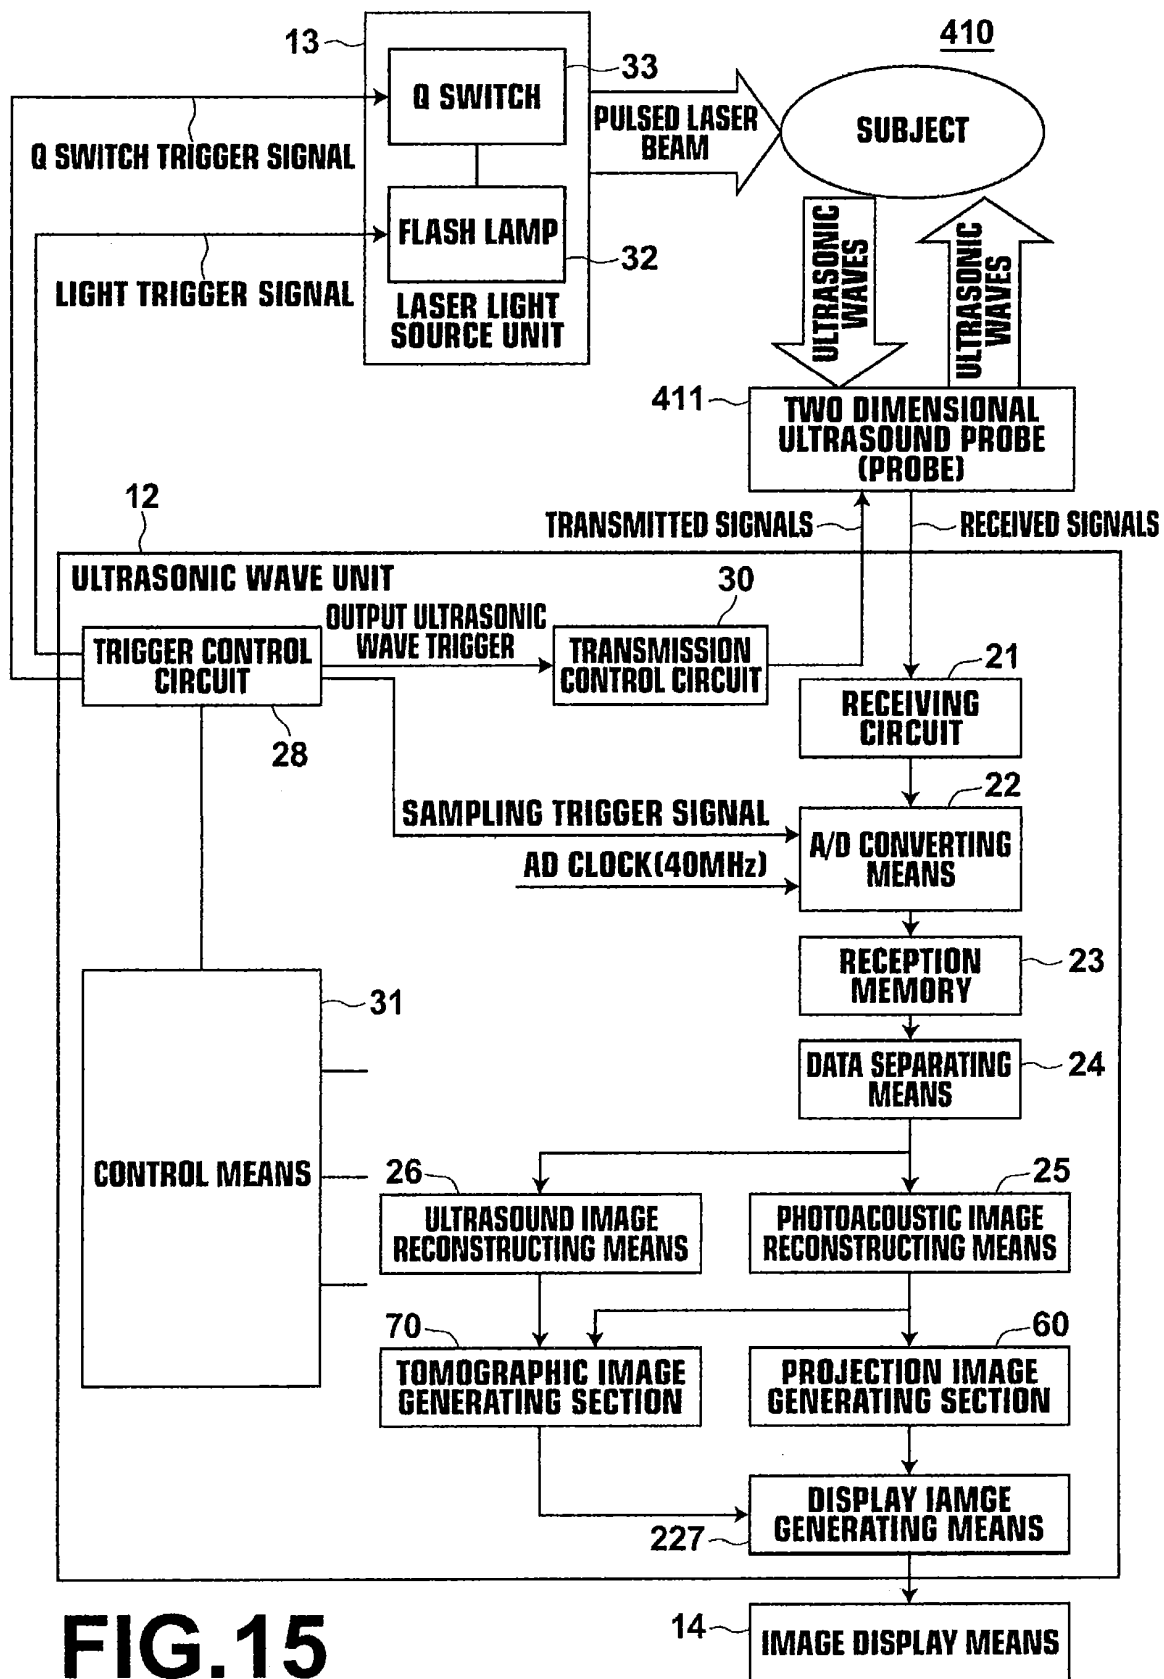 410
13
33
Q SWITCH
PULSED LASER
BEAM
SUBJECT
Q SWITCH TRIGGER SIGNAL
FLASH LAMP
32
LIGHT TRIGGER SIGNAL
LASER LIGHT
SOURCE UNIT
ULTRASONIC
WAVES
ULTRASONIC
WAVES
411
TWO DIMENSIONAL
ULTRASOUND PROBE
(PROBE)
12
TRANSMITTED SIGNALS
RECEIVED SIGNALS
ULTRASONIC WAVE UNIT
30
OUTPUT ULTRASONIC
WAVE TRIGGER
TRIGGER CONTROL
CIRCUIT
28
TRANSMISSION
CONTROL CIRCUIT
21
RECEIVING
CIRCUIT
22
SAMPLING TRIGGER SIGNAL
AD CLOCK(40MHz)
A/D CONVERTING
MEANS
RECEPTION
MEMORY
23
31
DATA SEPARATING
MEANS
24
CONTROL MEANS
26
ULTRASOUND IMAGE
RECONSTRUCTING MEANS
25
PHOTOACOUSTIC IMAGE
RECONSTRUCTING MEANS
70
TOMOGRAPHIC IMAGE
GENERATING SECTION
60
PROJECTION IMAGE
GENERATING SECTION
DISPLAY IAMGE
GENERATING MEANS
227
14
IMAGE DISPLAY MEANS
FIG.15